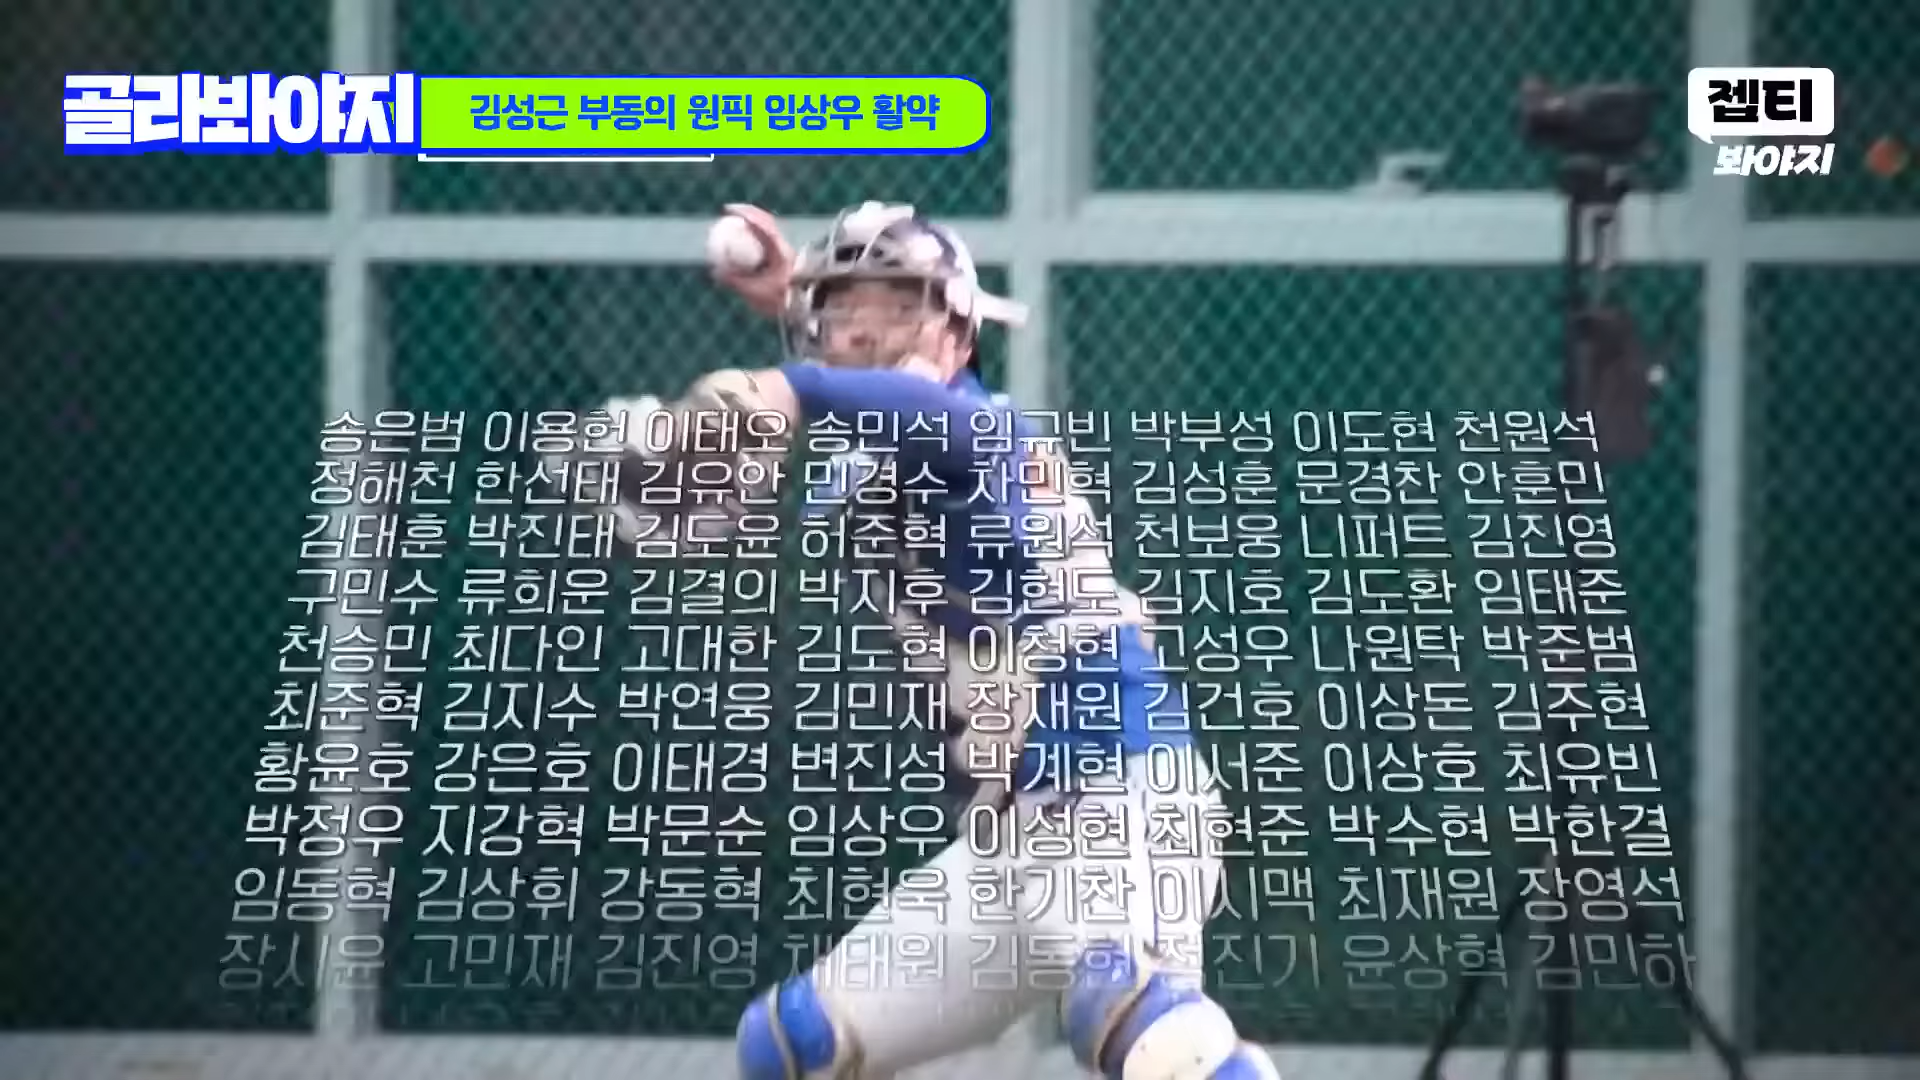 골라봐야지 김성근 부동의 원픽 임상우 활약
젭티
봐야지
송은범 이용헌 이태오 송민석 임규빈 박부성 이도현 천원석
정해천 한선태 김유안 민경수 차민혁 김성훈 문경찬 안훈민
김태훈 박진태 김도윤 허준혁 류원석 천보웅 니퍼트 김진영
구민수 류희운 김결의 박지후 김현도 김지호 김도환 임태준
천승민 최다인 고대한 김도현 이청현 고성우 나원탁 박준범
최준혁 김지수 박연웅 김민재 장재원 김건호 이상돈 김주현
황윤호 강은호 이태경 변진성 박계현 이서준 이상호 최유빈
박정우 지강혁 박문순 임상우 이성현 최현준 박수현 박한결
임동혁 김상휘 강동혁 최현욱 한기찬 이시맥 최재원 장영석
장시윤 고민재 김진영 채태원 김동현 정진기 윤상혁 김민하